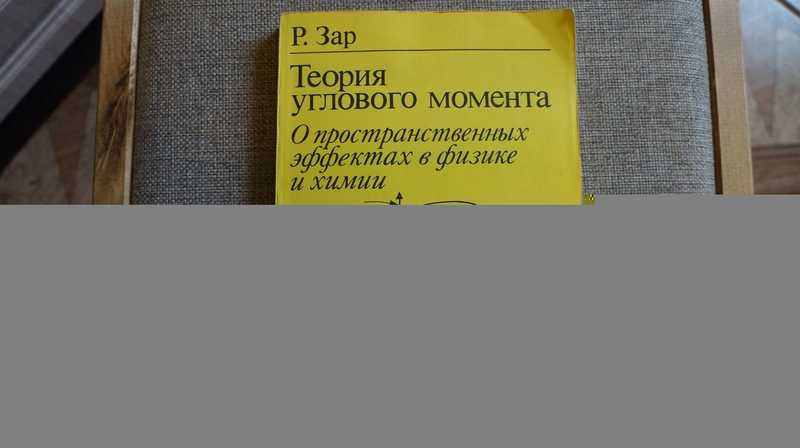 Р. Зар
Теория
углового момента
О пространственных
эффектах в физике
и химии